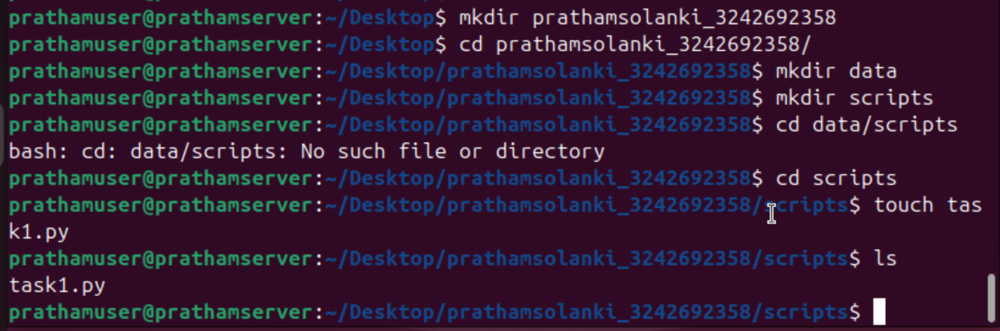 prathamuser@prathamserver:~/Desktop$ mkdir prathamsolanki_3242692358
prathamuser@prathamserver:~/Desktop$ cd prathamsolanki_3242692358/
prathamuser@prathamserver:~/Desktop/prathamsolanki_3242692358$ mkdir data
prathamuser@prathamserver:~/Desktop/prathamsolanki_3242692358$ mkdir scripts
prathamuser@prathamserver:~/Desktop/prathamsolanki_3242692358$ cd data/scripts
bash: cd: data/scripts: No such file or directory
prathamuser@prathamserver:~/Desktop/prathamsolanki_3242692358$ cd scripts
prathamuser@prathamserver:~/Desktop/prathamsolanki_3242692358/scripts$ touch tas
k1.py
prathamuser@prathamserver:~/Desktop/prathamsolanki_3242692358/scripts$ ls
task1.py
prathamuser@prathamserver:~/Desktop/prathamsolanki_3242692358/scripts$